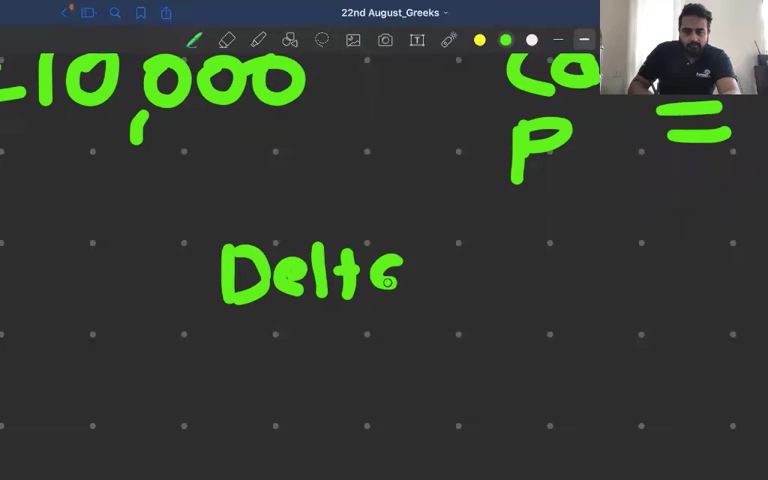 22nd August_Greeks
10,000
P =
Delta